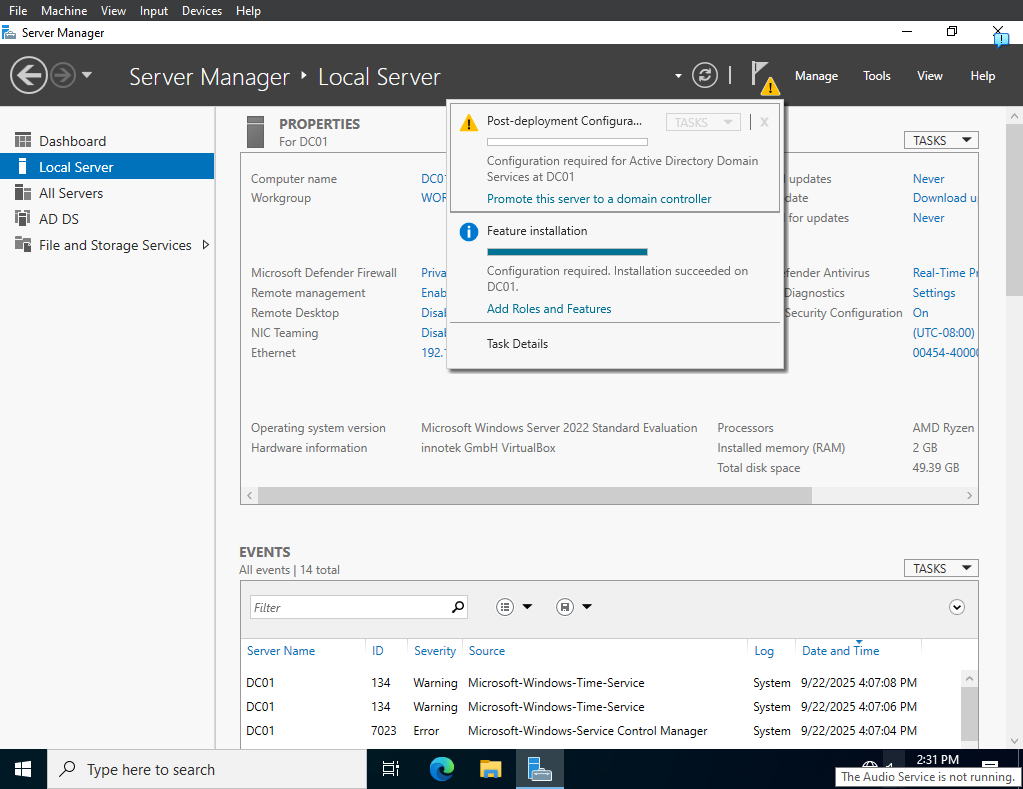 File Machine View Input Devices Help
Server Manager
Server Manager Local Server
Manage Tools View Help
Dashboard
Local Server
All Servers
AD DS
File and Storage Services
PROPERTIES
For DC01
TASKS
Post-deployment Configura... TASKS X
Configuration required for Active Directory Domain
Services at DC01
Promote this server to a domain controller
Feature installation
Configuration required. Installation succeeded on
DC01.
Add Roles and Features
Task Details
Computer name DC01 updates Never
Workgroup WOR Download u
for updates Never
Microsoft Defender Firewall Priva Antivirus Real-Time Pr
Remote management Enab Diagnostics Settings
Remote Desktop Disa Security Configuration On
NIC Teaming Disa (UTC-08:00)
Ethernet 192. 00454-40000
Operating system version Microsoft Windows Server 2022 Standard Evaluation Processors AMD Ryzen
Hardware information innotek GmbH VirtualBox Installed memory (RAM) 2 GB
Total disk space 49.39 GB
EVENTS
All events | 14 total
TASKS
Filter
Server Name ID Severity Source Log Date and Time
DC01 134 Warning Microsoft-Windows-Time-Service System 9/22/2025 4:07:08 PM
DC01 134 Warning Microsoft-Windows-Time-Service System 9/22/2025 4:07:06 PM
DC01 7023 Error Microsoft-Windows-Service Control Manager System 9/22/2025 4:07:04 PM
Type here to search
2:31 PM
The Audio Service is not running.